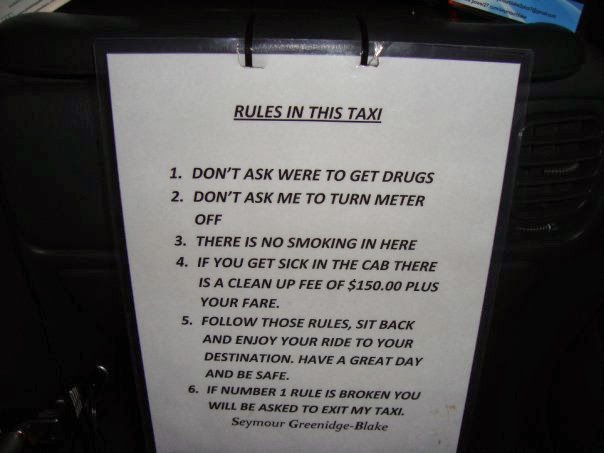 RULES IN THIS TAXI
1. DON'T ASK WERE TO GET DRUGS
2. DON'T ASK ME TO TURN METER
OFF
3. THERE IS NO SMOKING IN HERE
4. IF YOU GET SICK IN THE CAB THERE
IS A CLEAN UP FEE OF $150.00 PLUS
YOUR FARE.
5. FOLLOW THOSE RULES, SIT BACK
AND ENJOY YOUR RIDE TO YOUR
DESTINATION. HAVE A GREAT DAY
AND BE SAFE.
6. IF NUMBER 1 RULE IS BROKEN YOU
WILL BE ASKED TO EXIT MY TAXI.
Seymour Greenidge-Blake